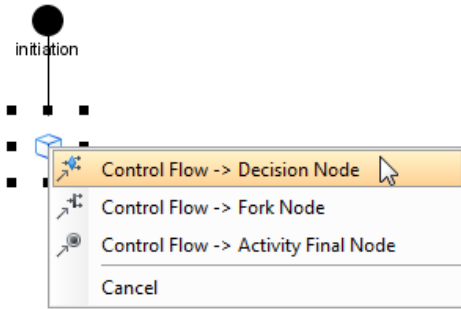 initiation
Control Flow -> Decision Node
Control Flow -> Fork Node
Control Flow -> Activity Final Node
Cancel